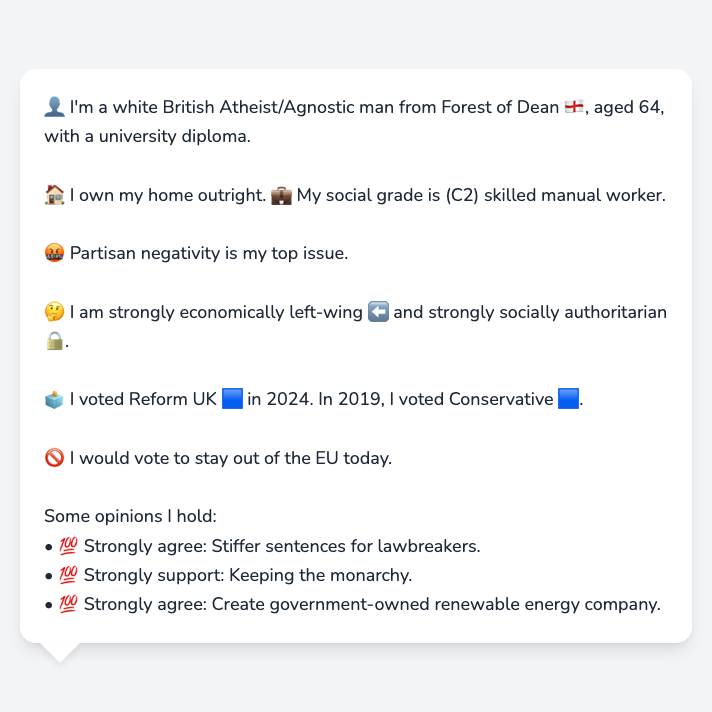 👤 I'm a white British Atheist/Agnostic man from Forest of Dean 🏴󠁧󠁢󠁥󠁮󠁧󠁿, aged 64,
with a university diploma.
🏠 I own my home outright. 💼 My social grade is (C2) skilled manual worker.
🤬 Partisan negativity is my top issue.
🤔 I am strongly economically left-wing ⬅️ and strongly socially authoritarian
🔒.
🗳️ I voted Reform UK 🟦 in 2024. In 2019, I voted Conservative 🟦.
🚫 I would vote to stay out of the EU today.
Some opinions I hold:
• 💯 Strongly agree: Stiffer sentences for lawbreakers.
• 💯 Strongly support: Keeping the monarchy.
• 💯 Strongly agree: Create government-owned renewable energy company.